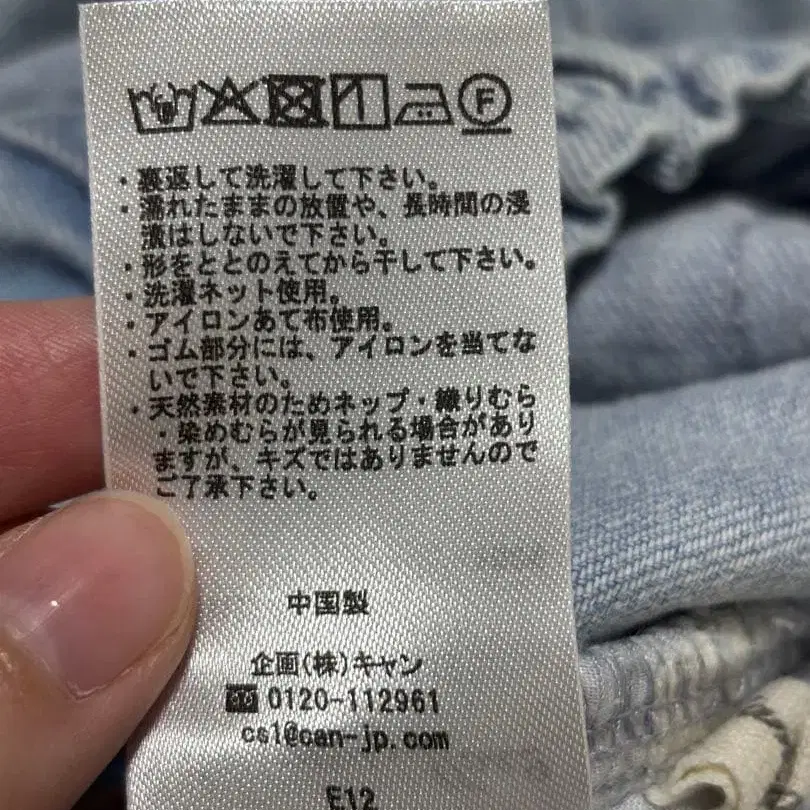 F
・裏返して洗濯して下さい。
・濡れたままの放置や、長時間の浸
漬はしないで下さい。
・形をととのえてから干して下さい。
・洗濯ネット使用。
・アイロンあて布使用。
・ゴム部分には、アイロンを当てな
いで下さい。
・天然素材のためネップ・織りむら
・染めむらが見られる場合があり
ますが、キズではありませんので
ご了承下さい。
中国製
企画(株)キャン
0120-112961
cs1@can-jp.com
E12